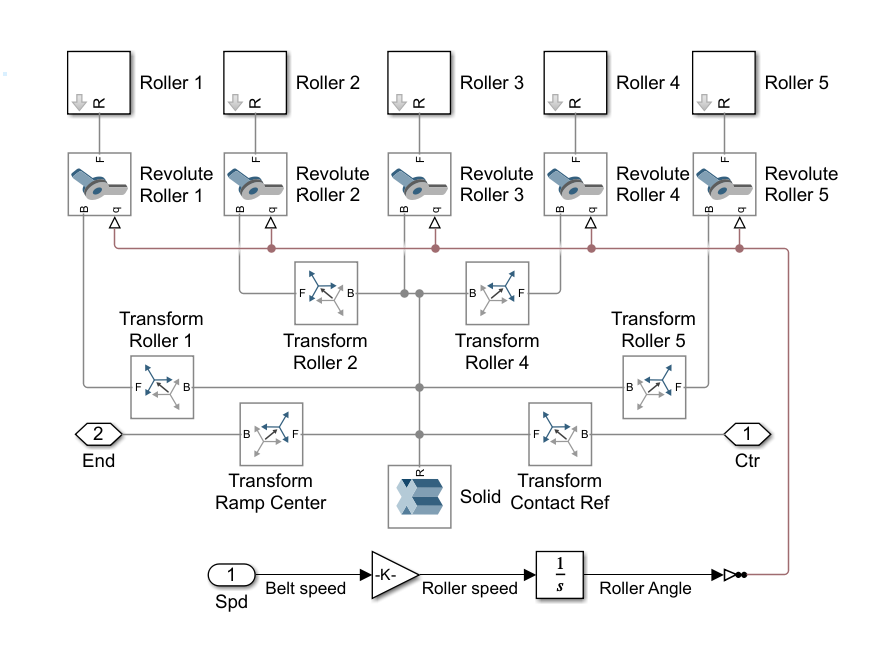 Roller 1
Roller 2
Roller 3
Roller 4
Roller 5
R
R
R
R
R
F
F
F
F
F
Revolute
Roller 1
Revolute
Roller 2
Revolute
Roller 3
Revolute
Roller 4
Revolute
Roller 5
B
q
B
q
B
q
B
q
B
q
F
B
B
F
Transform
Roller 2
Transform
Roller 4
Transform
Roller 1
Transform
Roller 5
F
B
B
F
2
End
B
F
F
B
1
Ctr
Transform
Ramp Center
R
Solid
Transform
Contact Ref
1
Spd
Belt speed
-K-
Roller speed
1
s
Roller Angle